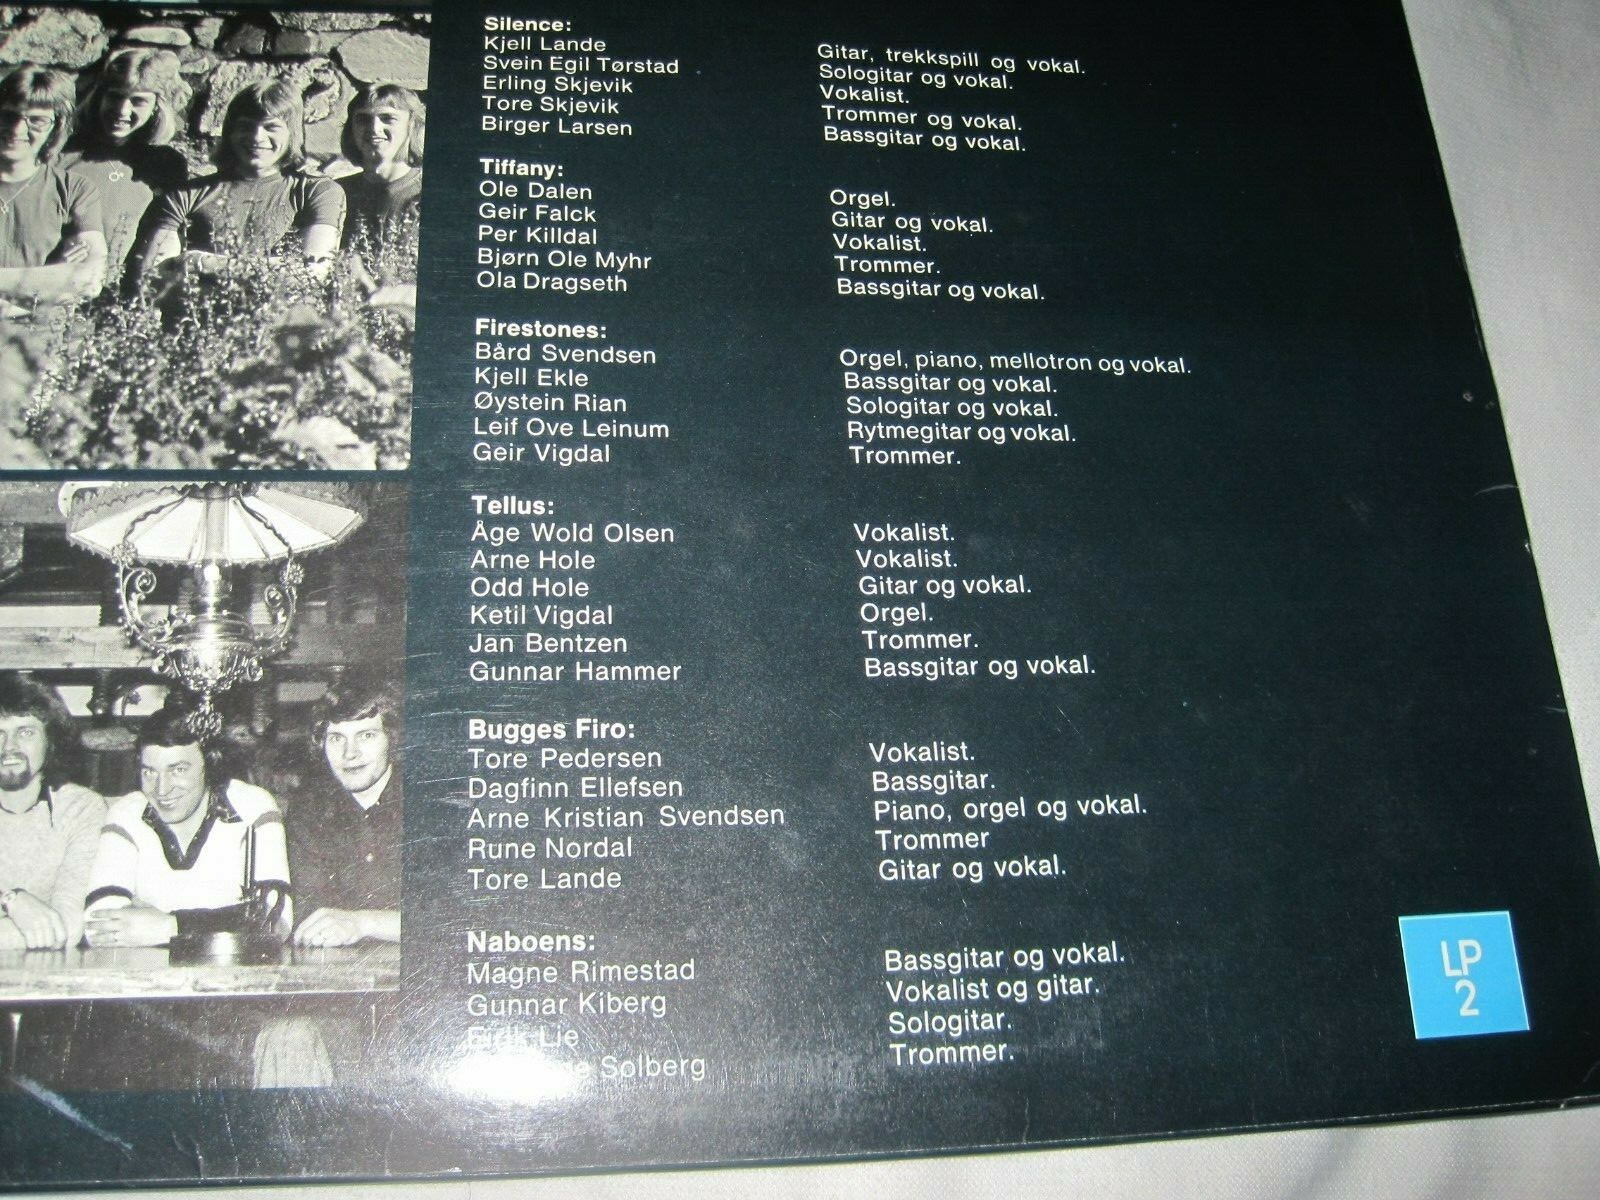 Silence:
Kjell Lande Gitar, trekkspill og vokal.
Svein Egil Tørstad Sologitar og vokal.
Erling Skjevik Vokalist.
Tore Skjevik Trommer og vokal.
Birger Larsen Bassgitar og vokal.
Tiffany:
Ole Dalen Orgel.
Geir Falck Gitar og vokal.
Per Killdal Vokalist.
Bjørn Ole Myhr Trommer.
Ola Dragseth Bassgitar og vokal.
Firestones:
Bård Svendsen Orgel, piano, mellotron og vokal.
Kjell Ekle Bassgitar og vokal.
Øystein Rian Sologitar og vokal.
Leif Ove Leinum Rytmegitar og vokal.
Geir Vigdal Trommer.
Tellus:
Åge Wold Olsen Vokalist.
Arne Hole Vokalist.
Odd Hole Gitar og vokal.
Ketil Vigdal Orgel.
Jan Bentzen Trommer.
Gunnar Hammer Bassgitar og vokal.
Bugges Firo:
Tore Pedersen Vokalist.
Dagfinn Ellefsen Bassgitar.
Arne Kristian Svendsen Piano, orgel og vokal.
Rune Nordal Trommer
Tore Lande Gitar og vokal.
Naboens:
Magne Rimestad Bassgitar og vokal.
Gunnar Kiberg Vokalist og gitar.
Eirik Lie Sologitar.
Solberg Trommer.
LP
2